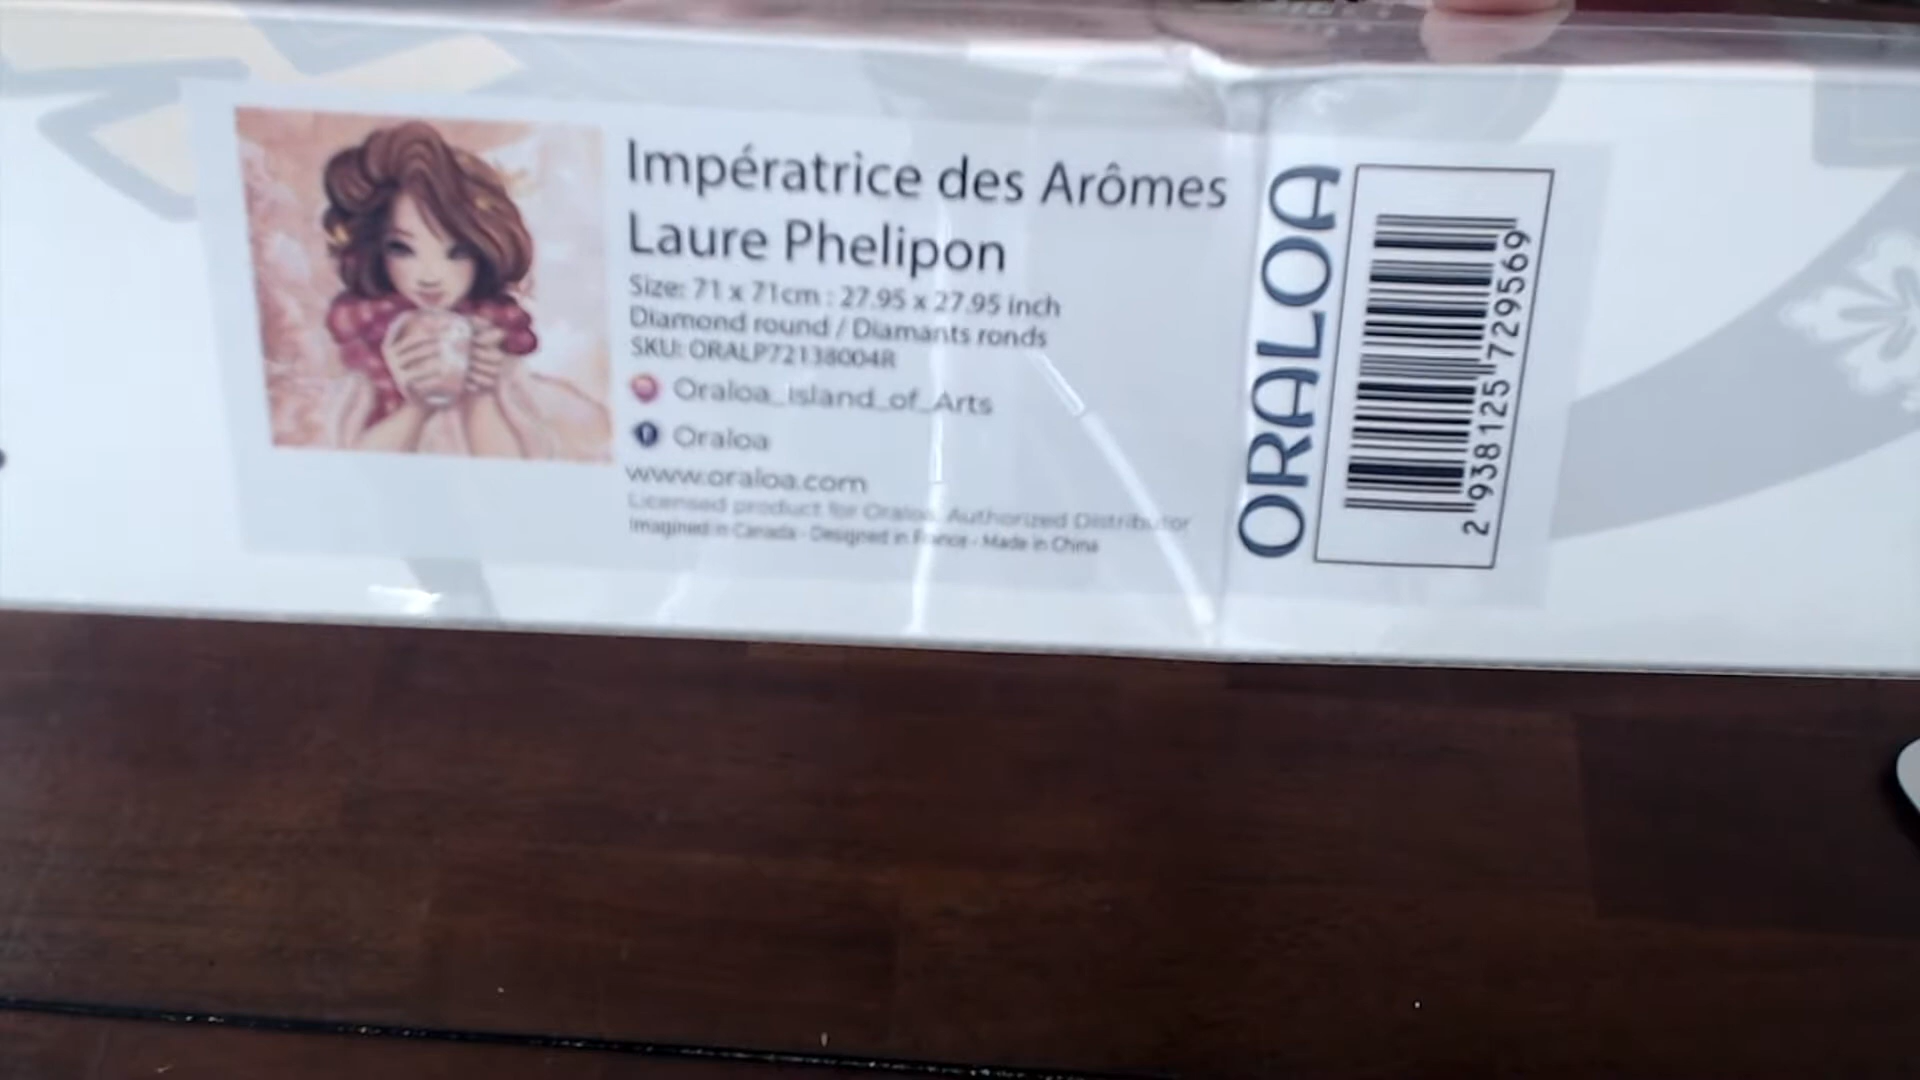 Impératrice des Arômes
Laure Phelipon
Size: 71 x 71cm : 27.95 x 27.95 inch
Diamond round / Diamants ronds
SKU: ORALP72138004R
Oraloa_Island_of_Arts
Oraloa
www.oraloa.com
Licensed product for Oraloa Authorized Distributor
Imagined in Canada - Designed in France - Made in China
ORALOA
2 938125 729569